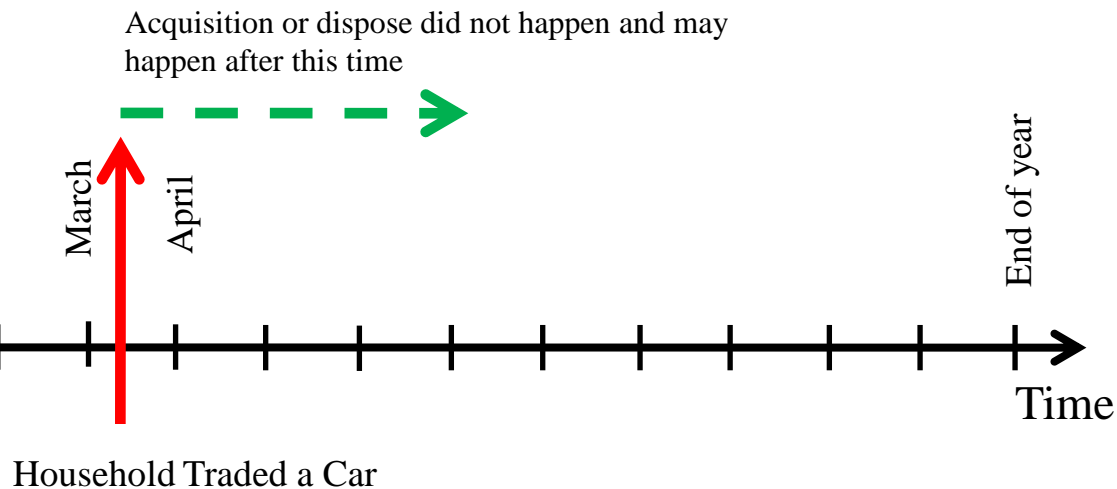 Acquisition or dispose did not happen and may
happen after this time
March
April
End of year
Time
Household Traded a Car